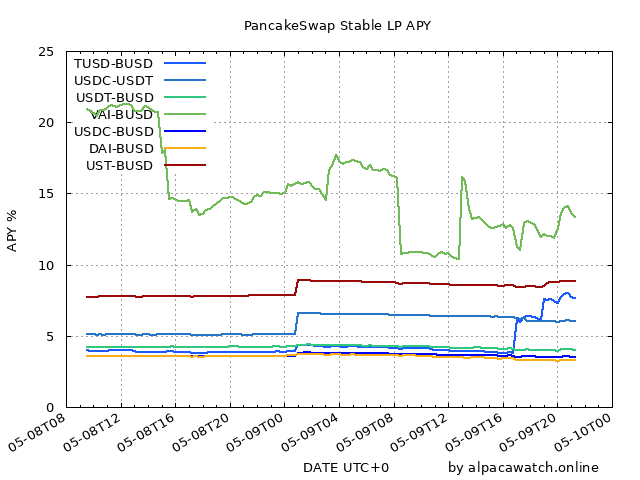 PancakeSwap Stable LP APY
25
20
15
10
5
0
APY %
TUSD-BUSD
USDC-USDT
USDT-BUSD
VAI-BUSD
USDC-BUSD
DAI-BUSD
UST-BUSD
05-08T08
05-08T12
05-08T16
05-08T20
05-09T00
05-09T04
05-09T08
05-09T12
05-09T16
05-09T20
05-10T00
DATE UTC+0
by alpacawatch.online